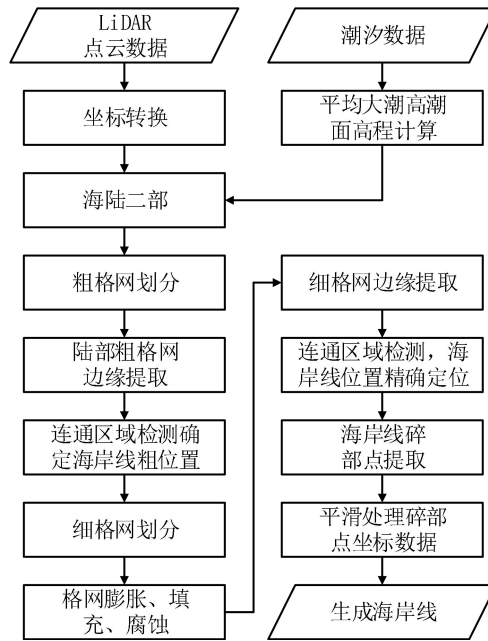 LiDAR
点云数据
坐标转换
潮汐数据
平均大潮高潮
面高程计算
海陆二部
粗格网划分
陆部粗格网
边缘提取
连通区域检测确
定海岸线粗位置
细格网划分
格网膨胀、填
充、腐蚀
细格网边缘提取
连通区域检测，海
岸线位置精确定位
海岸线碎
部点提取
平滑处理碎部
点坐标数据
生成海岸线